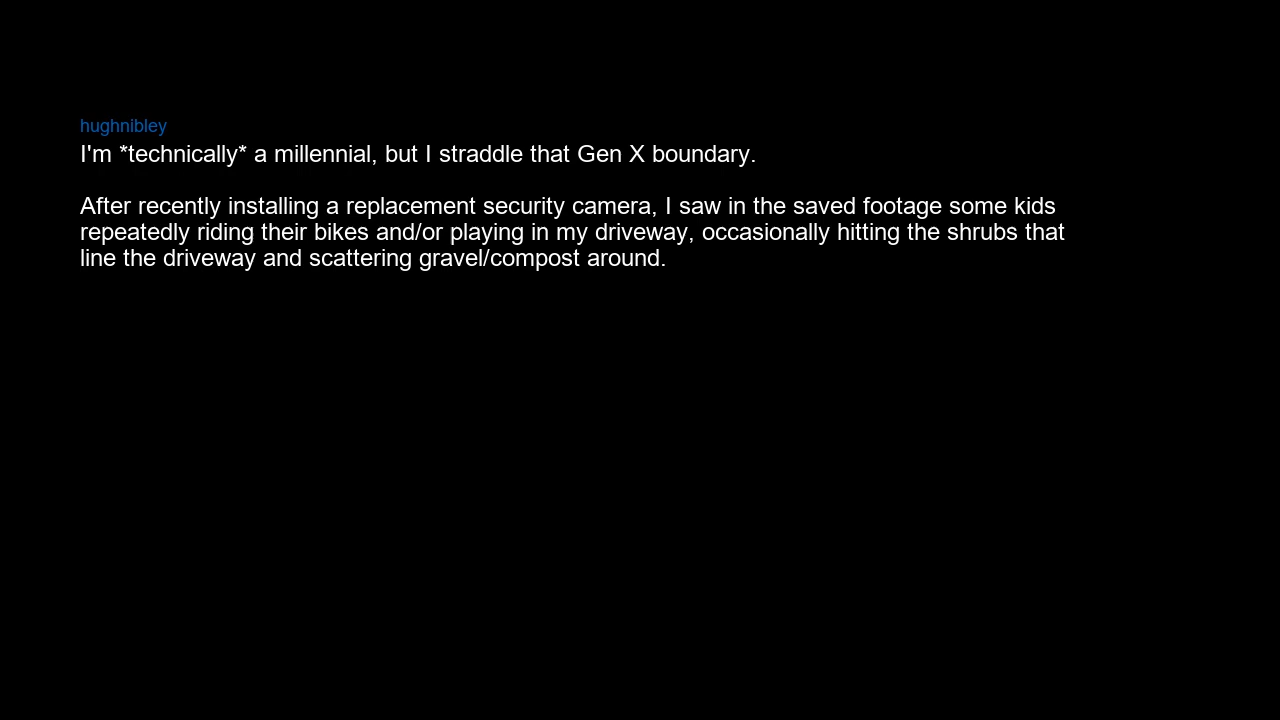 hughnibley
I'm *technically* a millennial, but I straddle that Gen X boundary.
After recently installing a replacement security camera, I saw in the saved footage some kids
repeatedly riding their bikes and/or playing in my driveway, occasionally hitting the shrubs that
line the driveway and scattering gravel/compost around.